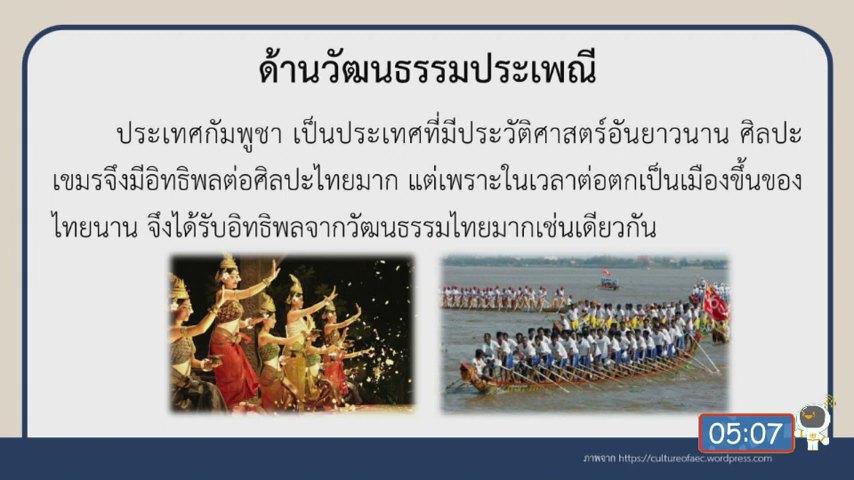 ด้านวัฒนธรรมประเพณี
ประเทศกัมพูชา เป็นประเทศที่มีประวัติศาสตร์อันยาวนาน ศิลปะ
เขมรจึงมีอิทธิพลต่อศิลปะไทยมาก แต่เพราะในเวลาต่อตกเป็นเมืองขึ้นของ
ไทยนาน จึงได้รับอิทธิพลจากวัฒนธรรมไทยมากเช่นเดียวกัน
05:07
ภาพจาก https://cultureofaec.wordpress.com